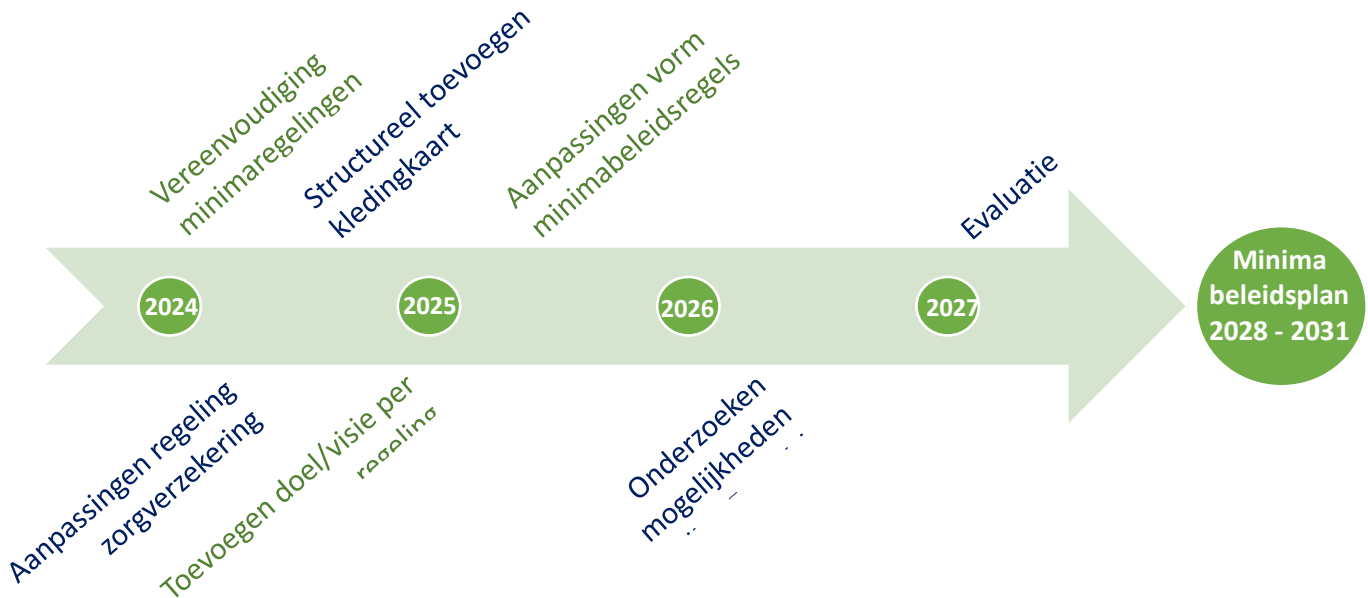 Vereenvoudiging
minimaregelingen
Structureel toevoegen
kledingkaart
Aanpassingen vorm
minimabeleidsregels
Evaluatie
2024
2025
2026
2027
Minima
beleidsplan
2028 - 2031
Aanpassingen regeling
zorgverzekering
Toevoegen doel/visie per
regeling
Onderzoeken
mogelijkheden